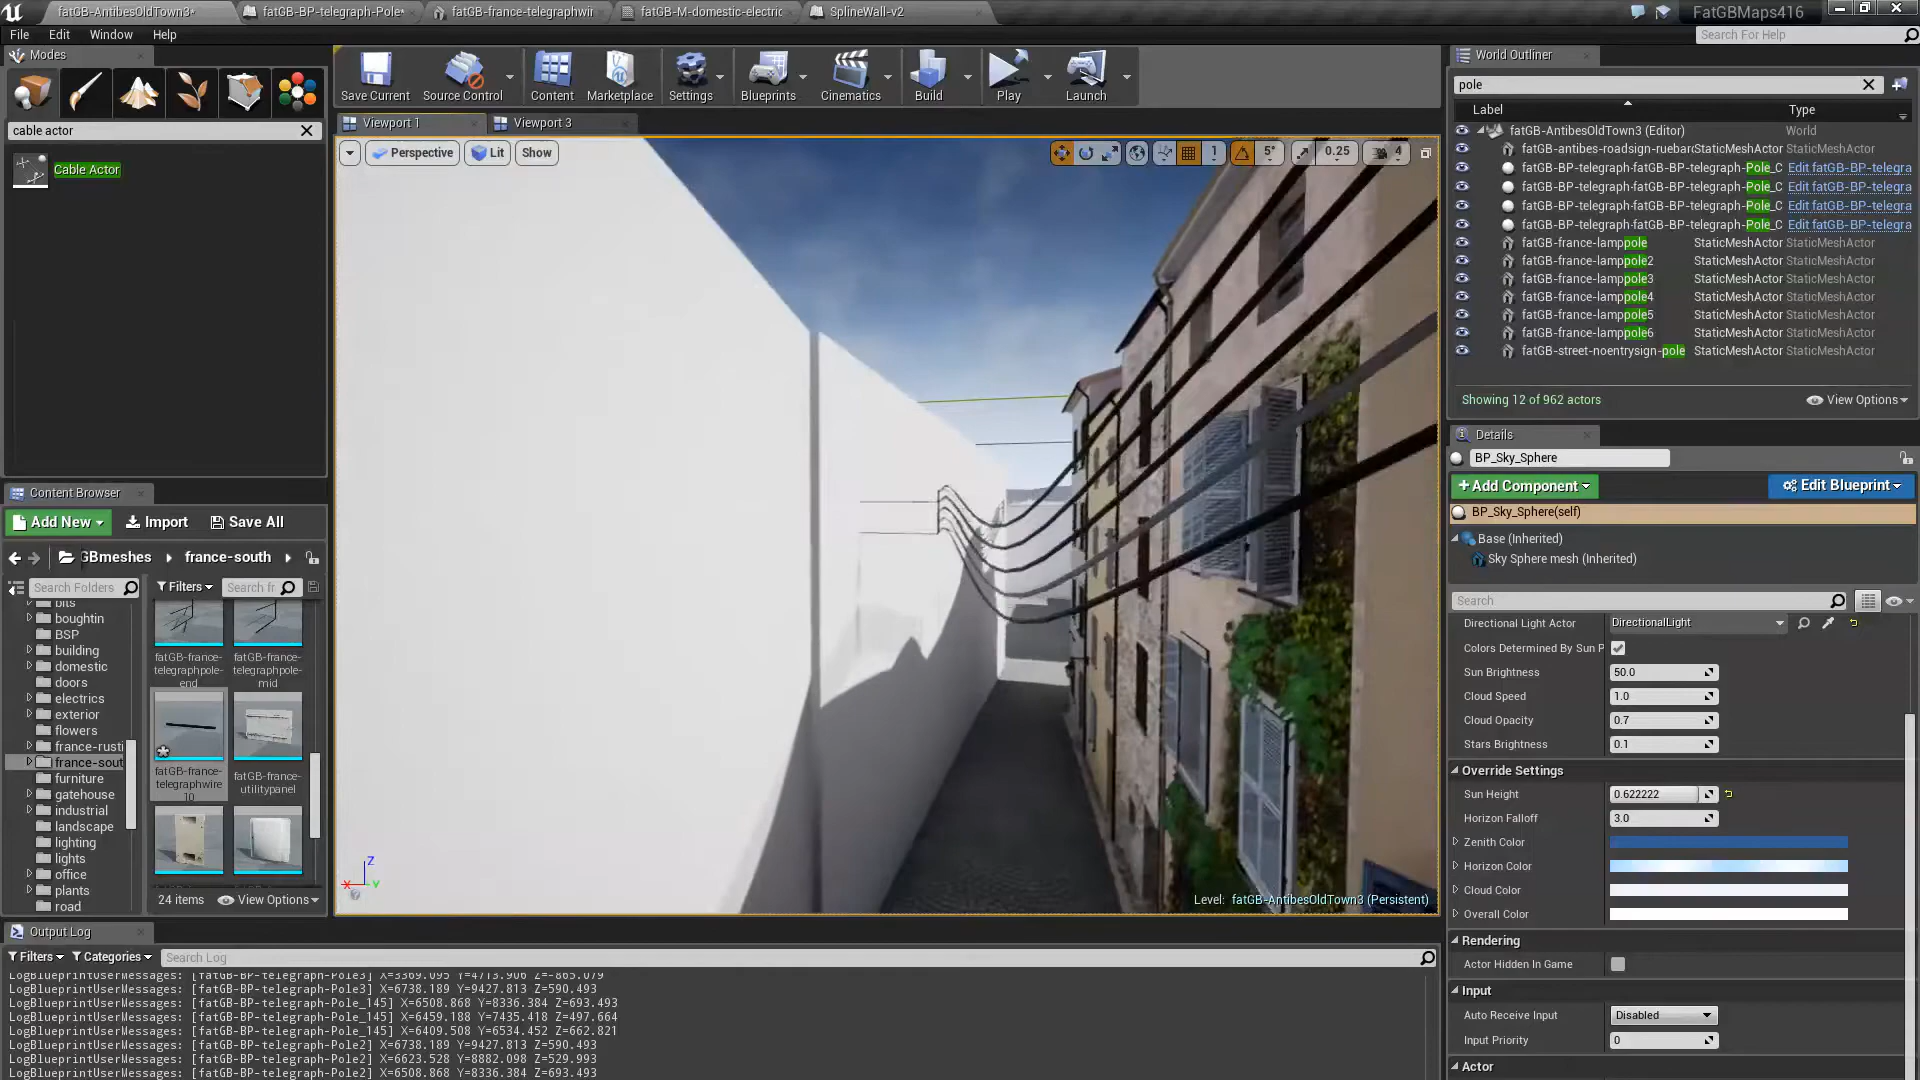 fatGB-AntibesOldTown3*
fatGB-BP-telegraph-Pole*
fatGB-france-telegraphwir
fatGB-M-domestic-electric
SplineWall-v2
FatGBMaps416
File Edit Window Help
Search For Help
Modes
cable actor
Cable Actor
Save Current
Source Control
Content
Marketplace
Settings
Blueprints
Cinematics
Build
Play
Launch
Viewport 1
Viewport 3
Perspective
Lit
Show
1
5°
0.25
4
X
Y
Z
Level: fatGB-AntibesOldTown3 (Persistent)
World Outliner
pole
Label Type
fatGB-AntibesOldTown3 (Editor) World
fatGB-antibes-roadsign-ruebar StaticMeshActor StaticMeshActor
fatGB-BP-telegraph-fatGB-BP-telegraph-Pole_C Edit fatGB-BP-telegra
fatGB-BP-telegraph-fatGB-BP-telegraph-Pole_C Edit fatGB-BP-telegra
fatGB-BP-telegraph-fatGB-BP-telegraph-Pole_C Edit fatGB-BP-telegra
fatGB-BP-telegraph-fatGB-BP-telegraph-Pole_C Edit fatGB-BP-telegra
fatGB-france-lamppole StaticMeshActor StaticMeshActor
fatGB-france-lamppole2 StaticMeshActor StaticMeshActor
fatGB-france-lamppole3 StaticMeshActor StaticMeshActor
fatGB-france-lamppole4 StaticMeshActor StaticMeshActor
fatGB-france-lamppole5 StaticMeshActor StaticMeshActor
fatGB-france-lamppole6 StaticMeshActor StaticMeshActor
fatGB-street-noentrysign-pole StaticMeshActor StaticMeshActor
Showing 12 of 962 actors
View Options
Details
BP_Sky_Sphere
+Add Component
Edit Blueprint
BP_Sky_Sphere(self)
Base (Inherited)
Sky Sphere mesh (Inherited)
Search
Directional Light Actor DirectionalLight
Colors Determined By Sun P
Sun Brightness 50.0
Cloud Speed 1.0
Cloud Opacity 0.7
Stars Brightness 0.1
Override Settings
Sun Height 0.622222
Horizon Falloff 3.0
Zenith Color
Horizon Color
Cloud Color
Overall Color
Rendering
Actor Hidden In Game
Input
Auto Receive Input Disabled
Input Priority 0
Actor
Content Browser
Add New
Import
Save All
GBmeshes
france-south
Search Folders
Filters
Search fr
bits
boughtin
BSP
building
domestic
doors
electrics
exterior
flowers
france-rusti
france-sout
furniture
gatehouse
industrial
landscape
lighting
lights
office
plants
road
fatGB-france-telegraphpole-end
fatGB-france-telegraphpole-mid
fatGB-france-telegraphwire10
fatGB-france-utilitypanel
24 items
View Options
Output Log
Filters
Categories
Search Log
LogBlueprintUserMessages: [fatGB-BP-telegraph-Pole3] X=3369.095 Y=4713.906 Z=-865.079
LogBlueprintUserMessages: [fatGB-BP-telegraph-Pole3] X=6738.189 Y=9427.813 Z=590.493
LogBlueprintUserMessages: [fatGB-BP-telegraph-Pole_145] X=6508.868 Y=8336.384 Z=693.493
LogBlueprintUserMessages: [fatGB-BP-telegraph-Pole_145] X=6459.188 Y=7435.418 Z=497.664
LogBlueprintUserMessages: [fatGB-BP-telegraph-Pole_145] X=6409.508 Y=6534.452 Z=662.821
LogBlueprintUserMessages: [fatGB-BP-telegraph-Pole2] X=6738.189 Y=9427.813 Z=590.493
LogBlueprintUserMessages: [fatGB-BP-telegraph-Pole2] X=6623.528 Y=8882.098 Z=529.993
LogBlueprintUserMessages: [fatGB-BP-telegraph-Pole2] X=6508.868 Y=8336.384 Z=693.493